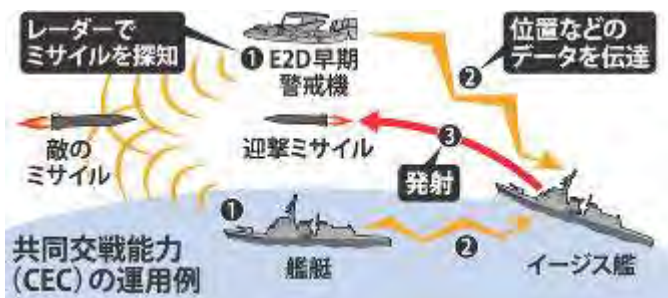 レーダーで
ミサイルを探知
❶E2D早期
警戒機
位置などの
データを伝達
❷
敵の
ミサイル
迎撃ミサイル
❸
発射
❶
艦艇
❷
イージス艦
共同交戦能力
(CEC)の運用例